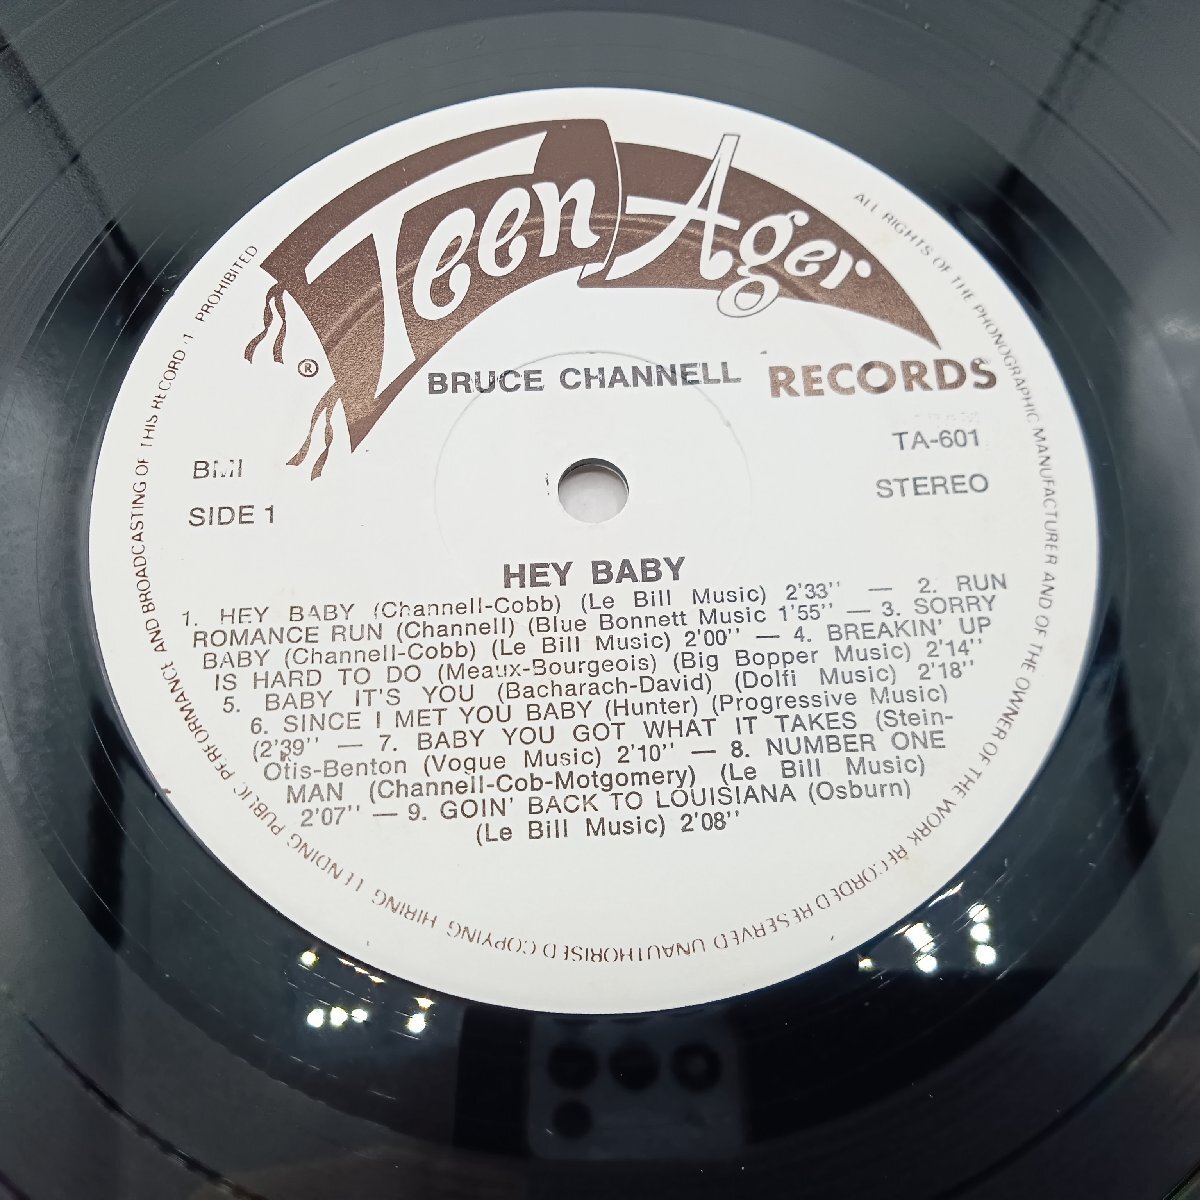 Teen Ager
®
RECORDS
BRUCE CHANNELL
TA-601
BMI
STEREO
SIDE 1
HEY BABY
1. HEY BABY (Channell-Cobb) (Le Bill Music) 2'33'' — 2. RUN
ROMANCE RUN (Channell) (Blue Bonnett Music 1'55'' — 3. SORRY
BABY (Channell-Cobb) (Le Bill Music) 2'00'' — 4. BREAKIN' UP
IS HARD TO DO (Meaux-Bourgeois) (Big Bopper Music) 2'14''
5. BABY IT'S YOU (Bacharach-David) (Dolfi Music) 2'18''
6. SINCE I MET YOU BABY (Hunter) (Progressive Music)
(2'39'' — 7. BABY YOU GOT WHAT IT TAKES (Stein-
Otis-Benton (Voque Music) 2'10'' — 8. NUMBER ONE
MAN (Channell-Cob-Motgomery) (Le Bill Music)
2'07'' — 9. GOIN' BACK TO LOUISIANA (Osburn)
(Le Bill Music) 2'08''
ALL RIGHTS OF THE PHONOGRAPHIC MANUFACTURER AND OF THE OWNER OF THE WORK RECORDED RESERVED UNAUTHORISED COPYING HIRING LENDING PUBLIC PERFORMANCE AND BROADCASTING OF THIS RECORD PROHIBITED